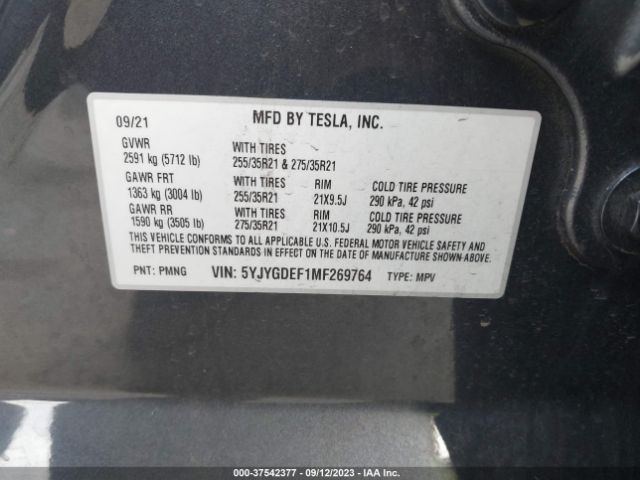 09/21 MFD BY TESLA, INC.
GVWR WITH TIRES
2591 kg (5712 lb) 255/35R21 & 275/35R21
GAWR FRT WITH TIRES RIM COLD TIRE PRESSURE
1363 kg (3004 lb) 255/35R21 21X9.5J 290 kPa, 42 psi
GAWR RR WITH TIRES RIM COLD TIRE PRESSURE
1590 kg (3505 lb) 275/35R21 21X10.5J 290 kPa, 42 psi
THIS VEHICLE CONFORMS TO ALL APPLICABLE U.S. FEDERAL MOTOR VEHICLE SAFETY AND
THEFT PREVENTION STANDARDS IN EFFECT ON THE DATE OF MANUFACTURE SHOWN-ABOVE.
PNT: PMNG VIN: 5YJYGDEF1MF269764 TYPE: MPV
000-37542377 - 09/12/2023 - IAA Inc.